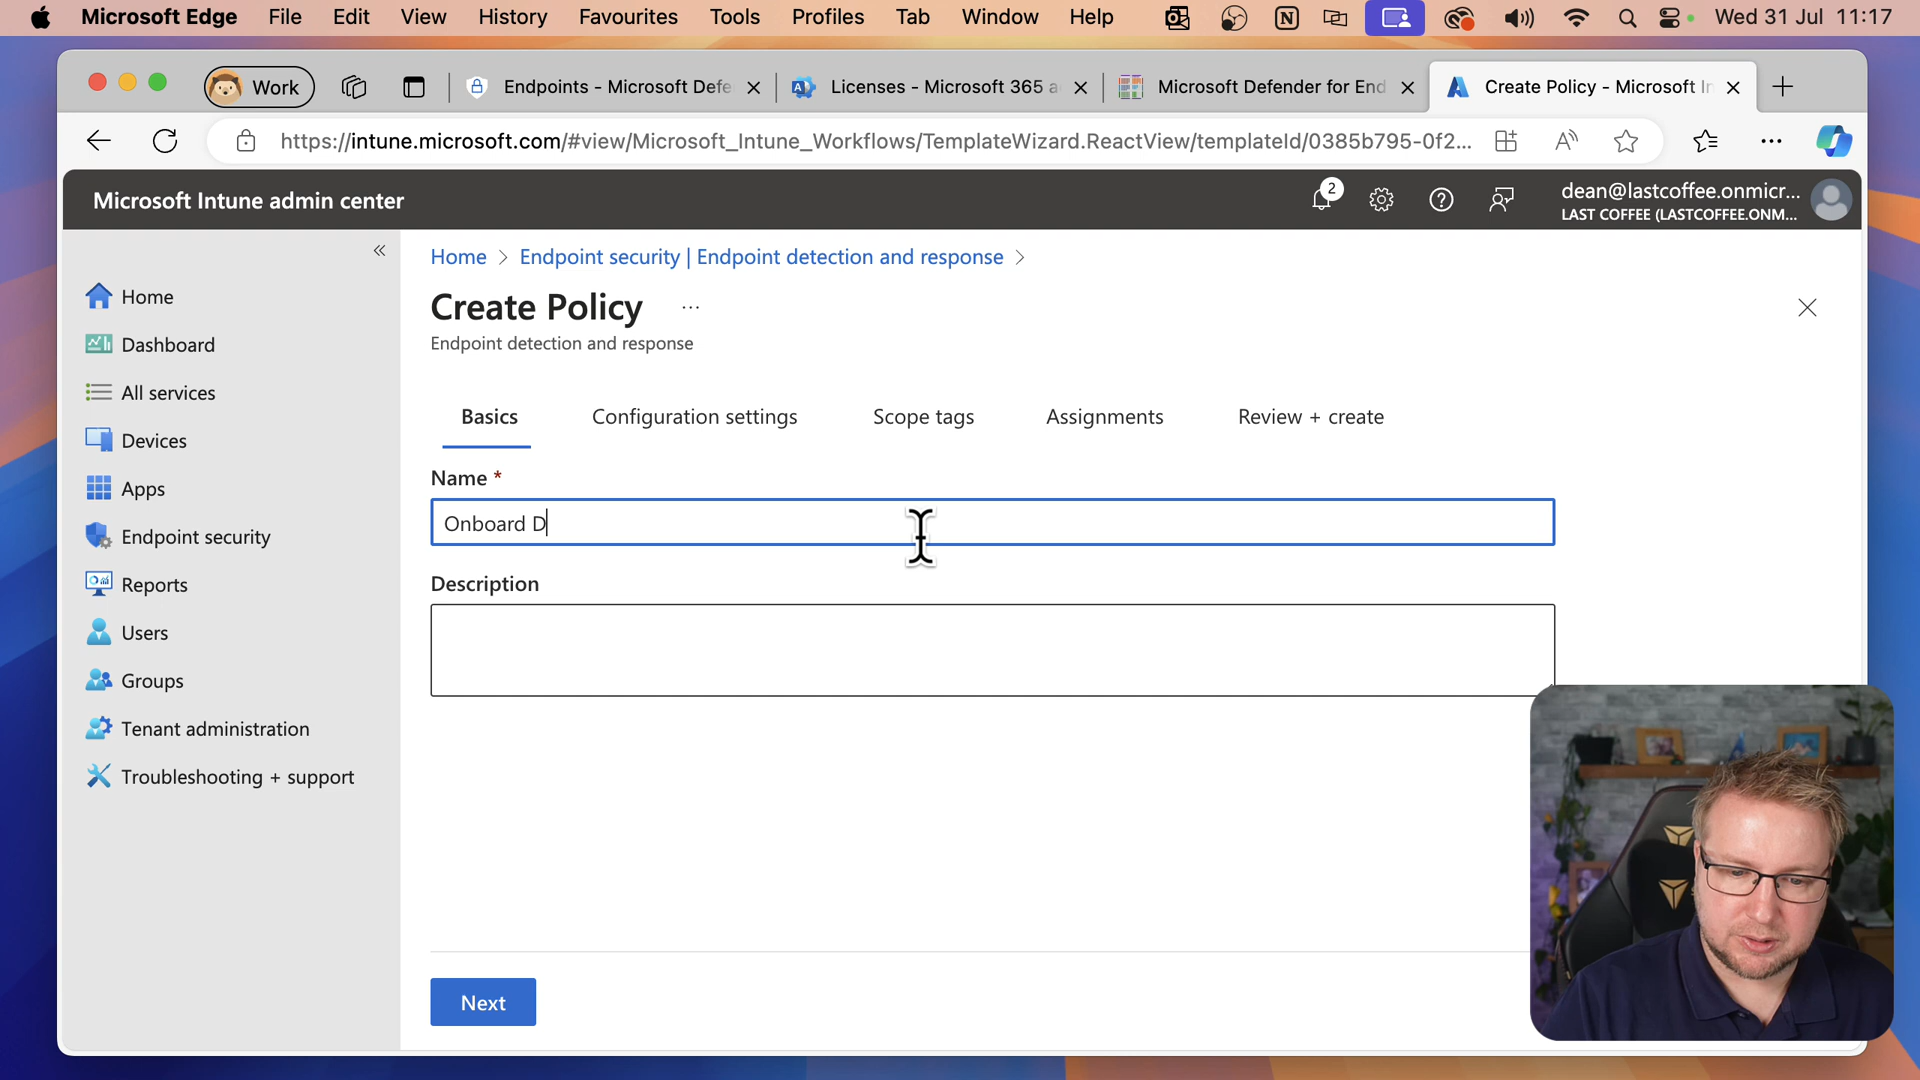 Microsoft Edge File Edit View History Favourites Tools Profiles Tab Window Help Wed 31 Jul 11:17
Work Endpoints - Microsoft Defe Licenses - Microsoft 365 a Microsoft Defender for End Create Policy - Microsoft In
https://intune.microsoft.com/#view/Microsoft_Intune_Workflows/TemplateWizard.ReactView/templateId/0385b795-0f2...
Microsoft Intune admin center
2
dean@lastcoffee.onmicr...
LAST COFFEE (LASTCOFFEE.ONM...
Home > Endpoint security | Endpoint detection and response >
Home
Dashboard
All services
Devices
Apps
Endpoint security
Reports
Users
Groups
Tenant administration
Troubleshooting + support
Create Policy ...
Endpoint detection and response
Basics Configuration settings Scope tags Assignments Review + create
Name *
Onboard D
Description
Next